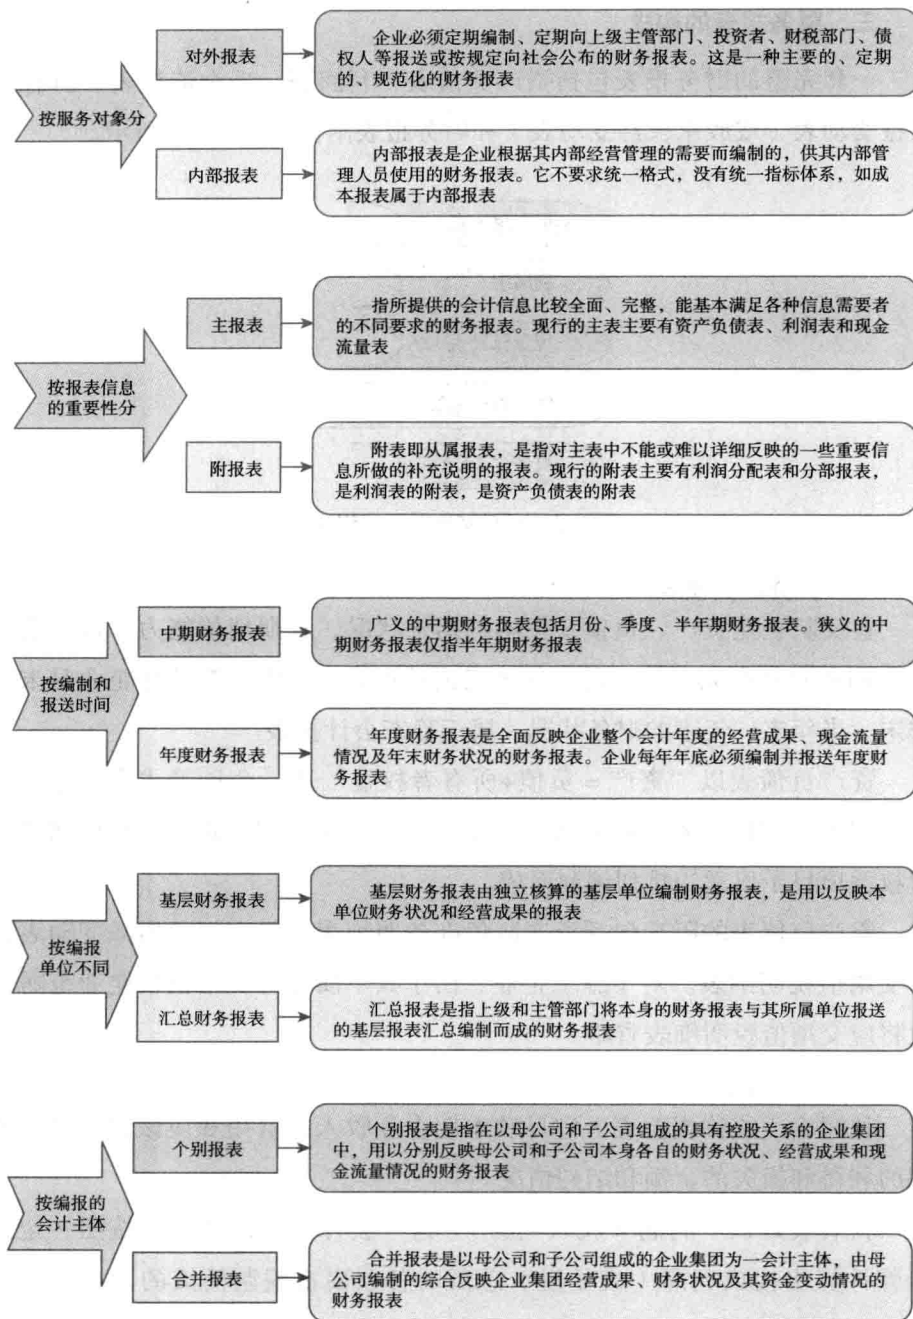 按服务对象分
对外报表
企业必须定期编制、定期向上级主管部门、投资者、财税部门、债
权人等报送或按规定向社会公布的财务报表。这是一种主要的、定期
的、规范化的财务报表
内部报表
内部报表是企业根据其内部经营管理的需要而编制的，供其内部管
理人员使用的财务报表。它不要求统一格式，没有统一指标体系，如成
本报表属于内部报表
按报表信息
的重要性分
主报表
指所提供的会计信息比较全面、完整，能基本满足各种信息需要者
的不同要求的财务报表。现行的主表主要有资产负债表、利润表和现金
流量表
附报表
附表即从属报表，是指对主表中不能或难以详细反映的一些重要信
息所做的补充说明的报表。现行的附表主要有利润分配表和分部报表，
是利润表的附表，是资产负债表的附表
按编制和
报送时间
中期财务报表
广义的中期财务报表包括月份、季度、半年期财务报表。狭义的中
期财务报表仅指半年期财务报表
年度财务报表
年度财务报表是全面反映企业整个会计年度的经营成果、现金流量
情况及年末财务状况的财务报表。企业每年年底必须编制并报送年度财
务报表
按编报
单位不同
基层财务报表
基层财务报表由独立核算的基层单位编制财务报表，是用以反映本
单位财务状况和经营成果的报表
汇总财务报表
汇总报表是指上级和主管部门将本身的财务报表与其所属单位报送
的基层报表汇总编制而成的财务报表
按编报的
会计主体
个别报表
个别报表是指在以母公司和子公司组成的具有控股关系的企业集团
中，用以分别反映母公司和子公司本身各自的财务状况、经营成果和现
金流量情况的财务报表
合并报表
合并报表是以母公司和子公司组成的企业集团为一会计主体，由母
公司编制的综合反映企业集团经营成果、财务状况及其资金变动情况的
财务报表